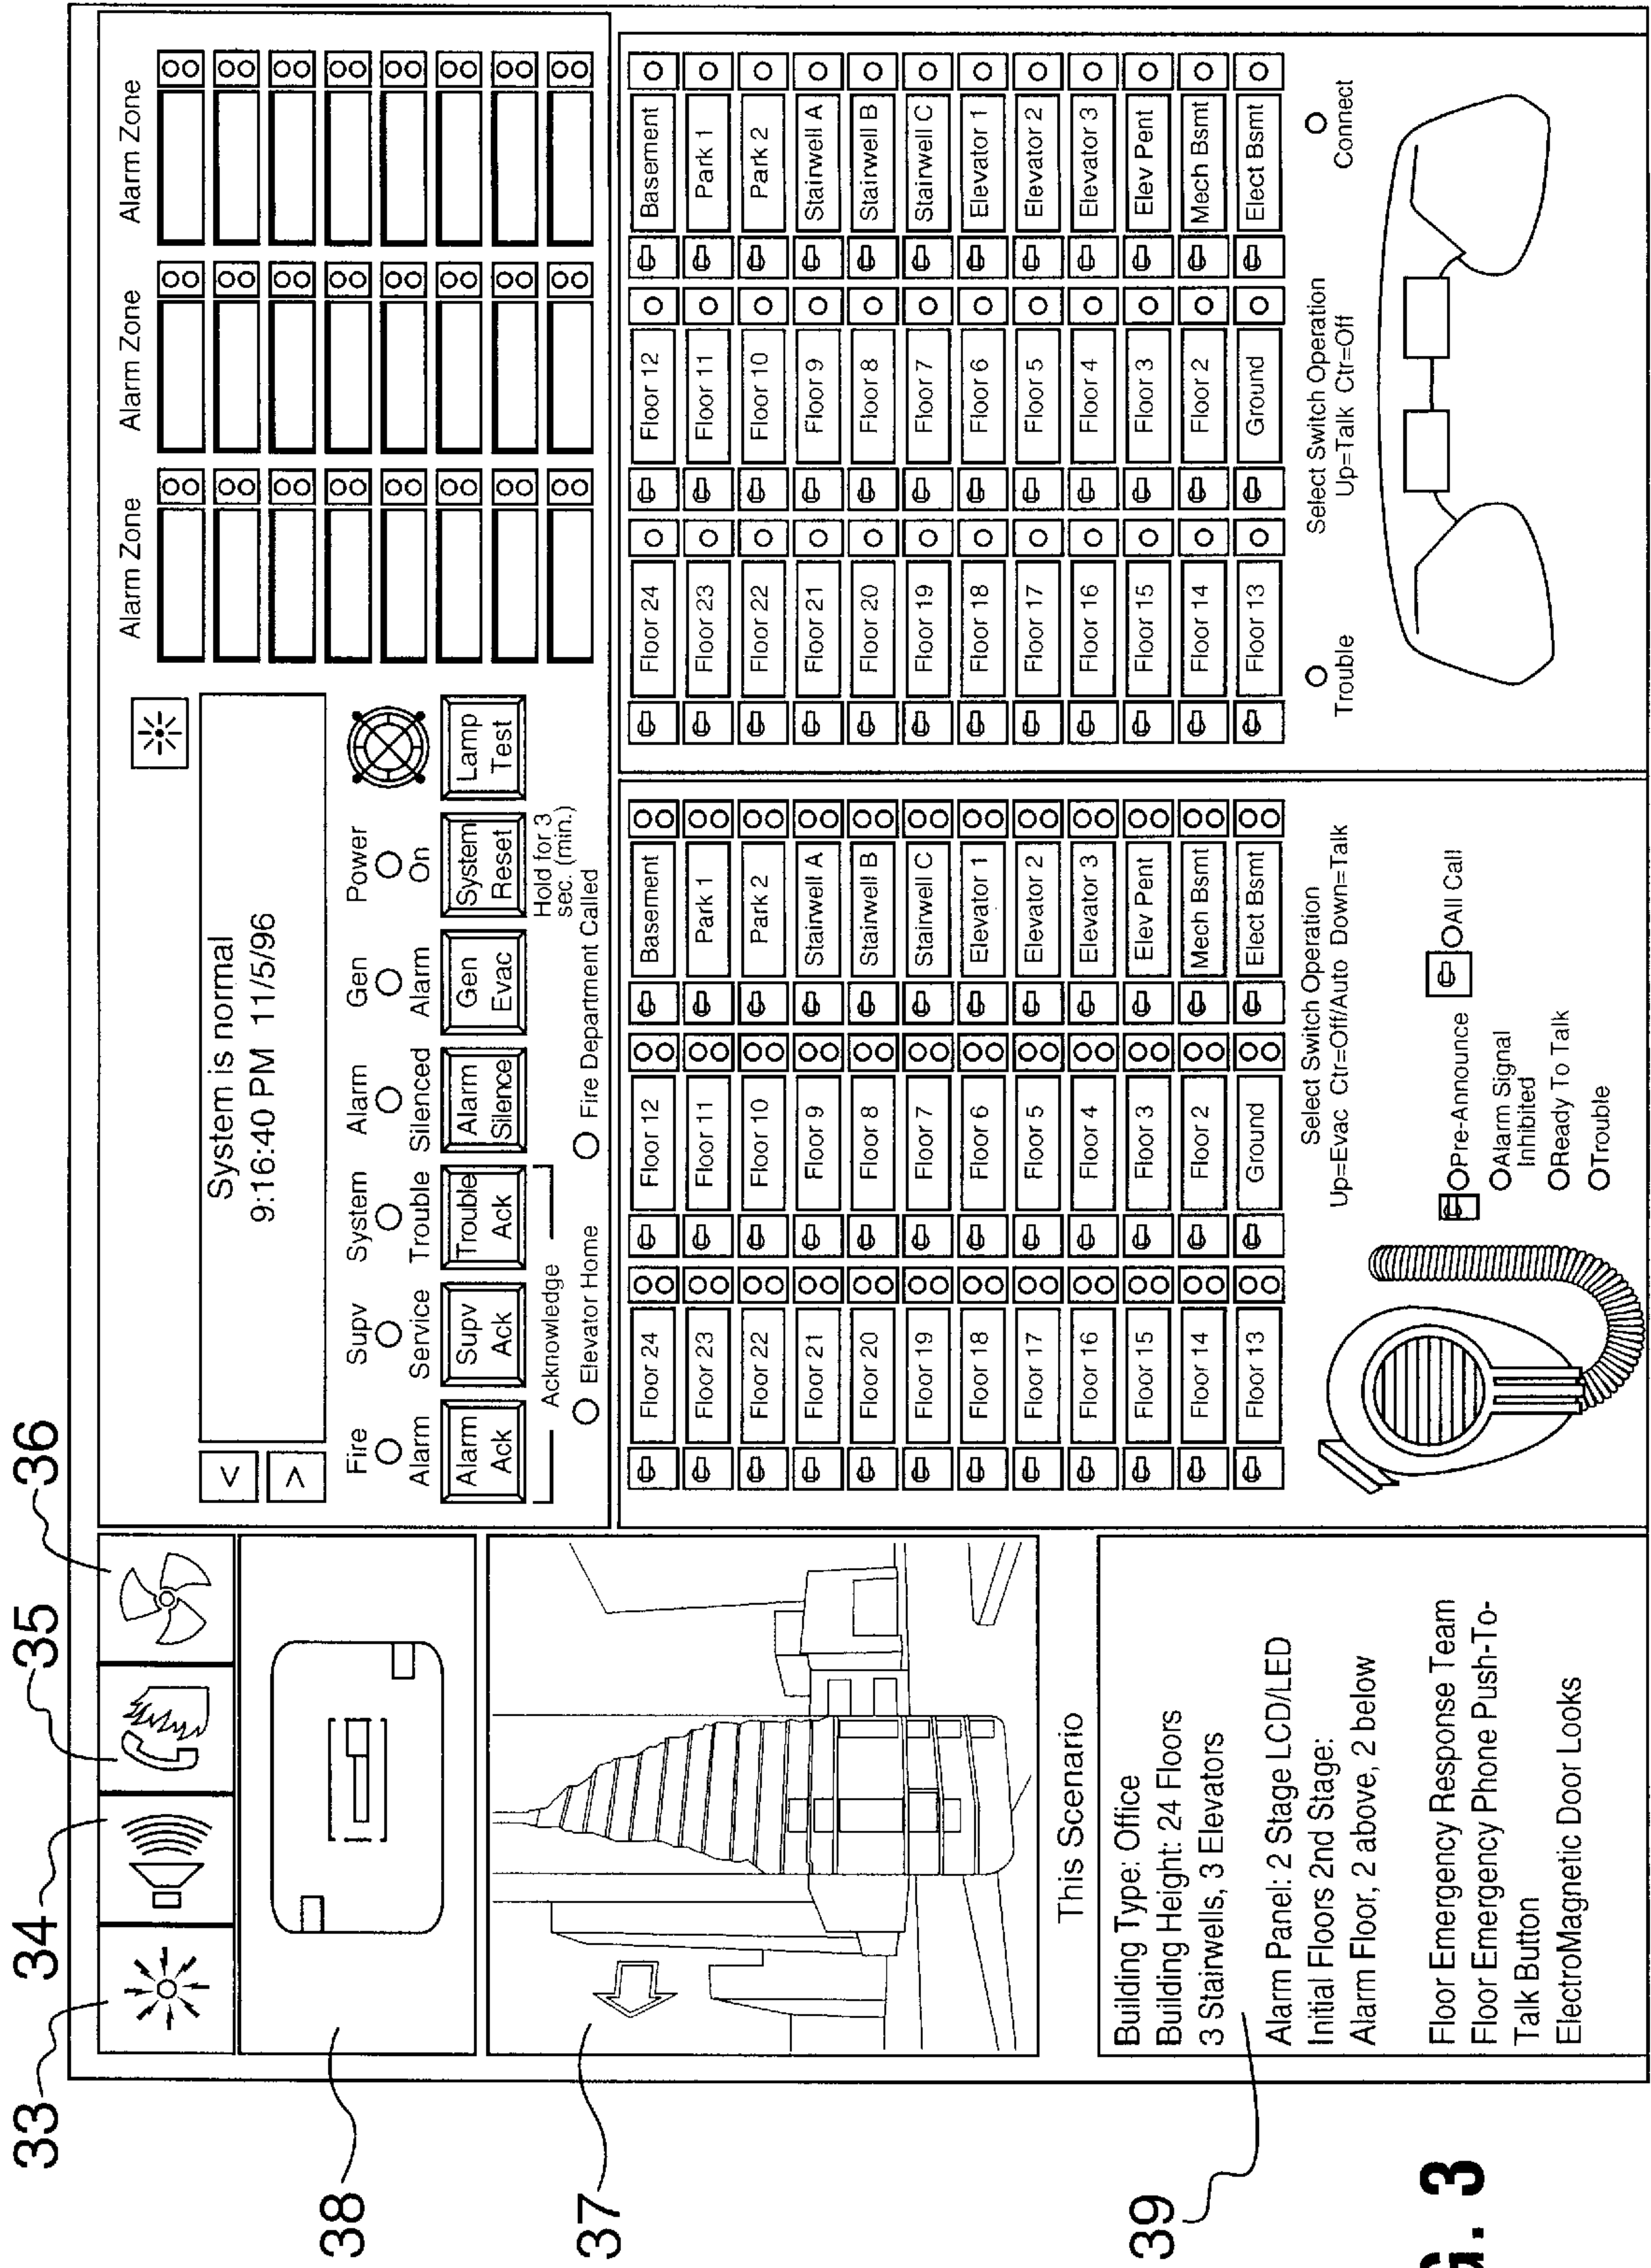 33
34
35
36
38
37
39
This Scenario
Building Type: Office
Building Height: 24 Floors
3 Stairwells, 3 Elevators
Alarm Panel: 2 Stage LCD/LED
Initial Floors 2nd Stage:
Alarm Floor, 2 above, 2 below
Floor Emergency Response Team
Floor Emergency Phone Push-To-
Talk Button
ElectroMagnetic Door Looks
<
>
System is normal
9:16:40 PM 11/5/96
Fire Supv System Alarm Gen Power
Alarm Service Trouble Silenced Alarm On
Alarm Ack
Supv Ack
Trouble Ack
Alarm Silence
Gen Evac
System Reset
Lamp Test
Acknowledge
Hold for 3
sec. (min.)
Elevator Home
Fire Department Called
Alarm Zone Alarm Zone Alarm Zone
Floor 24 Floor 12 Basement
Floor 23 Floor 11 Park 1
Floor 22 Floor 10 Park 2
Floor 21 Floor 9 Stairwell A
Floor 20 Floor 8 Stairwell B
Floor 19 Floor 7 Stairwell C
Floor 18 Floor 6 Elevator 1
Floor 17 Floor 5 Elevator 2
Floor 16 Floor 4 Elevator 3
Floor 15 Floor 3 Elev Pent
Floor 14 Floor 2 Mech Bsmt
Floor 13 Ground Elect Bsmt
Select Switch Operation
Up=Evac Ctr=Off/Auto Down=Talk
Pre-Announce
All Call
Alarm Signal
Inhibited
Ready To Talk
Trouble
Floor 24 Floor 12 Basement
Floor 23 Floor 11 Park 1
Floor 22 Floor 10 Park 2
Floor 21 Floor 9 Stairwell A
Floor 20 Floor 8 Stairwell B
Floor 19 Floor 7 Stairwell C
Floor 18 Floor 6 Elevator 1
Floor 17 Floor 5 Elevator 2
Floor 16 Floor 4 Elevator 3
Floor 15 Floor 3 Elev Pent
Floor 14 Floor 2 Mech Bsmt
Floor 13 Ground Elect Bsmt
Trouble
Select Switch Operation
Up=Talk Ctr=Off
Connect
G. 3